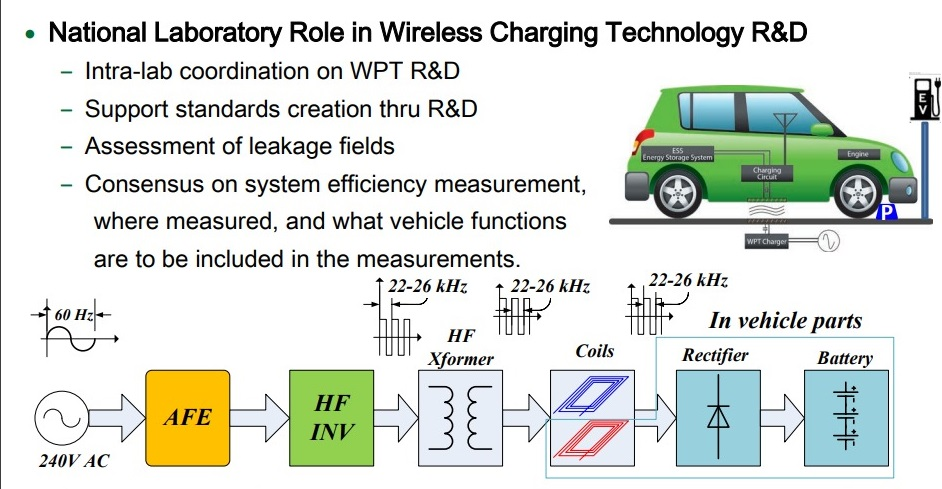 • National Laboratory Role in Wireless Charging Technology R&D
– Intra-lab coordination on WPT R&D
– Support standards creation thru R&D
– Assessment of leakage fields
– Consensus on system efficiency measurement,
where measured, and what vehicle functions
are to be included in the measurements.
ESS
Energy Storage System
Charging
Circuit
Engine
EV
P
WPT Charger
60 Hz
22-26 kHz
22-26 kHz
22-26 kHz
In vehicle parts
HF
Xformer
Coils
Rectifier
Battery
AFE
HF
INV
240V AC